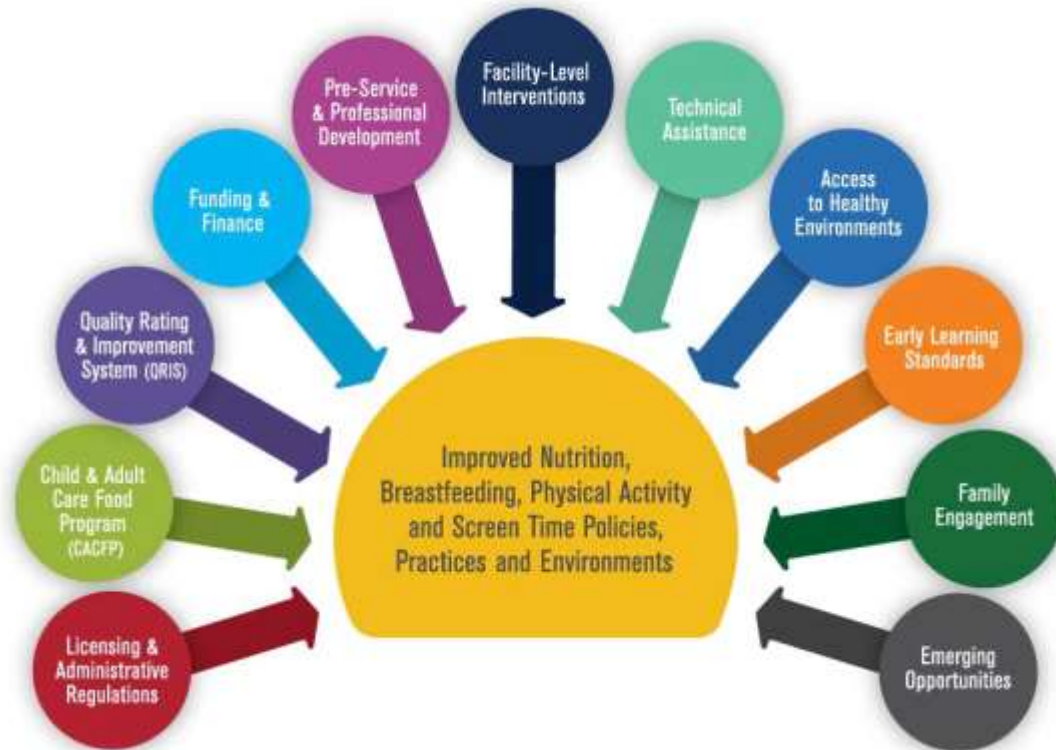 Licensing &
Administrative
Regulations
Child & Adult
Care Food
Program
(CACFP)
Quality Rating
& Improvement
System (QRIS)
Funding &
Finance
Pre-Service
& Professional
Development
Facility-Level
Interventions
Technical
Assistance
Access
to Healthy
Environments
Early Learning
Standards
Family
Engagement
Emerging
Opportunities
Improved Nutrition,
Breastfeeding, Physical Activity
and Screen Time Policies,
Practices and Environments